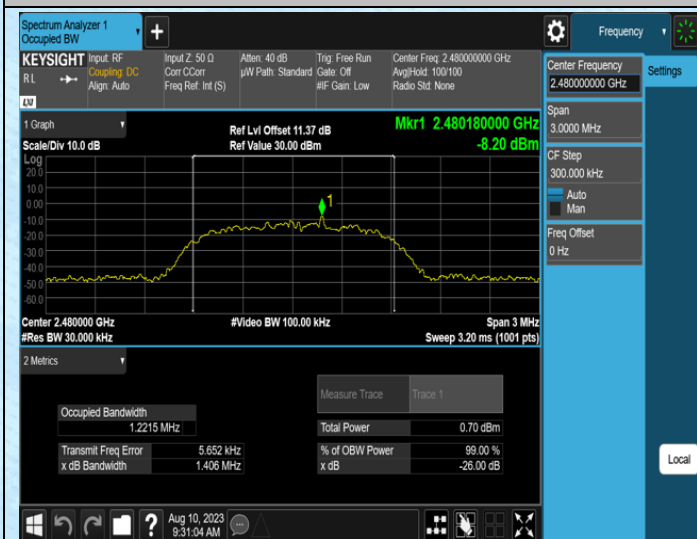 Spectrum Analyzer 1
Occupied BW
Frequency
KEYSIGHT
RL
Input: RF
Coupling: DC
Align: Auto
Input Z: 50 Ω
Corr CCorr
Freq Ref: Int (S)
Atten: 40 dB
µW Path: Standard
Trig: Free Run
Gate: Off
#IF Gain: Low
Center Freq: 2.480000000 GHz
Avg|Hold: 100/100
Radio Std: None
LXI
1 Graph
Scale/Div 10.0 dB
Ref Lvl Offset 11.37 dB
Ref Value 30.00 dBm
Mkr1 2.480180000 GHz
-8.20 dBm
Log
20.0
10.0
0.00
-10.0
-20.0
-30.0
-40.0
-50.0
-60.0
1
Center 2.480000 GHz
#Res BW 30.000 kHz
#Video BW 100.00 kHz
Span 3 MHz
Sweep 3.20 ms (1001 pts)
2 Metrics
Measure Trace
Trace 1
Occupied Bandwidth
1.2215 MHz
Total Power
0.70 dBm
Transmit Freq Error
5.652 kHz
% of OBW Power
99.00 %
x dB Bandwidth
1.406 MHz
x dB
-26.00 dB
Center Frequency
2.480000000 GHz
Settings
Span
3.0000 MHz
CF Step
300.000 kHz
Auto
Man
Freq Offset
0 Hz
Local
?
Aug 10, 2023
9:31:04 AM